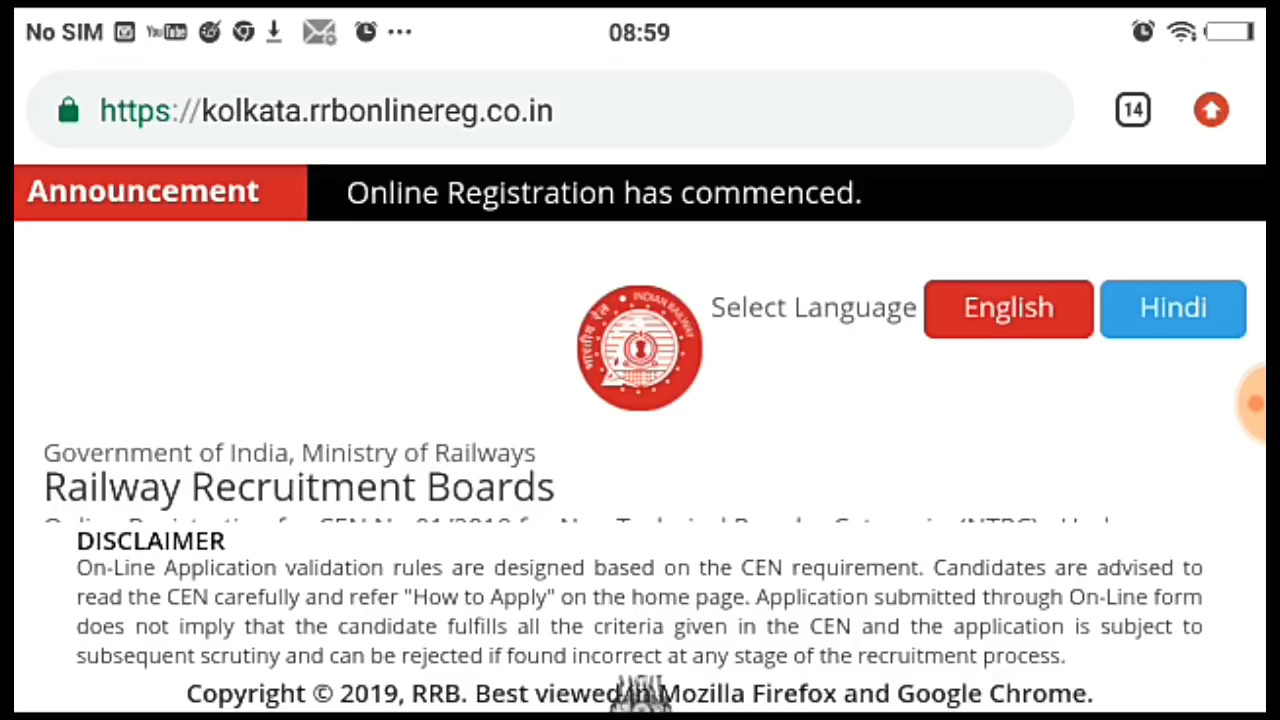 No SIM YouTube 08:59
https://kolkata.rrbonlinereg.co.in 14
Announcement Online Registration has commenced.
Select Language English Hindi
भारतीय रेल INDIAN RAILWAY
Government of India, Ministry of Railways
Railway Recruitment Boards
DISCLAIMER
On-Line Application validation rules are designed based on the CEN requirement. Candidates are advised to
read the CEN carefully and refer "How to Apply" on the home page. Application submitted through On-Line form
does not imply that the candidate fulfills all the criteria given in the CEN and the application is subject to
subsequent scrutiny and can be rejected if found incorrect at any stage of the recruitment process.
Copyright © 2019, RRB. Best viewed in Mozilla Firefox and Google Chrome.